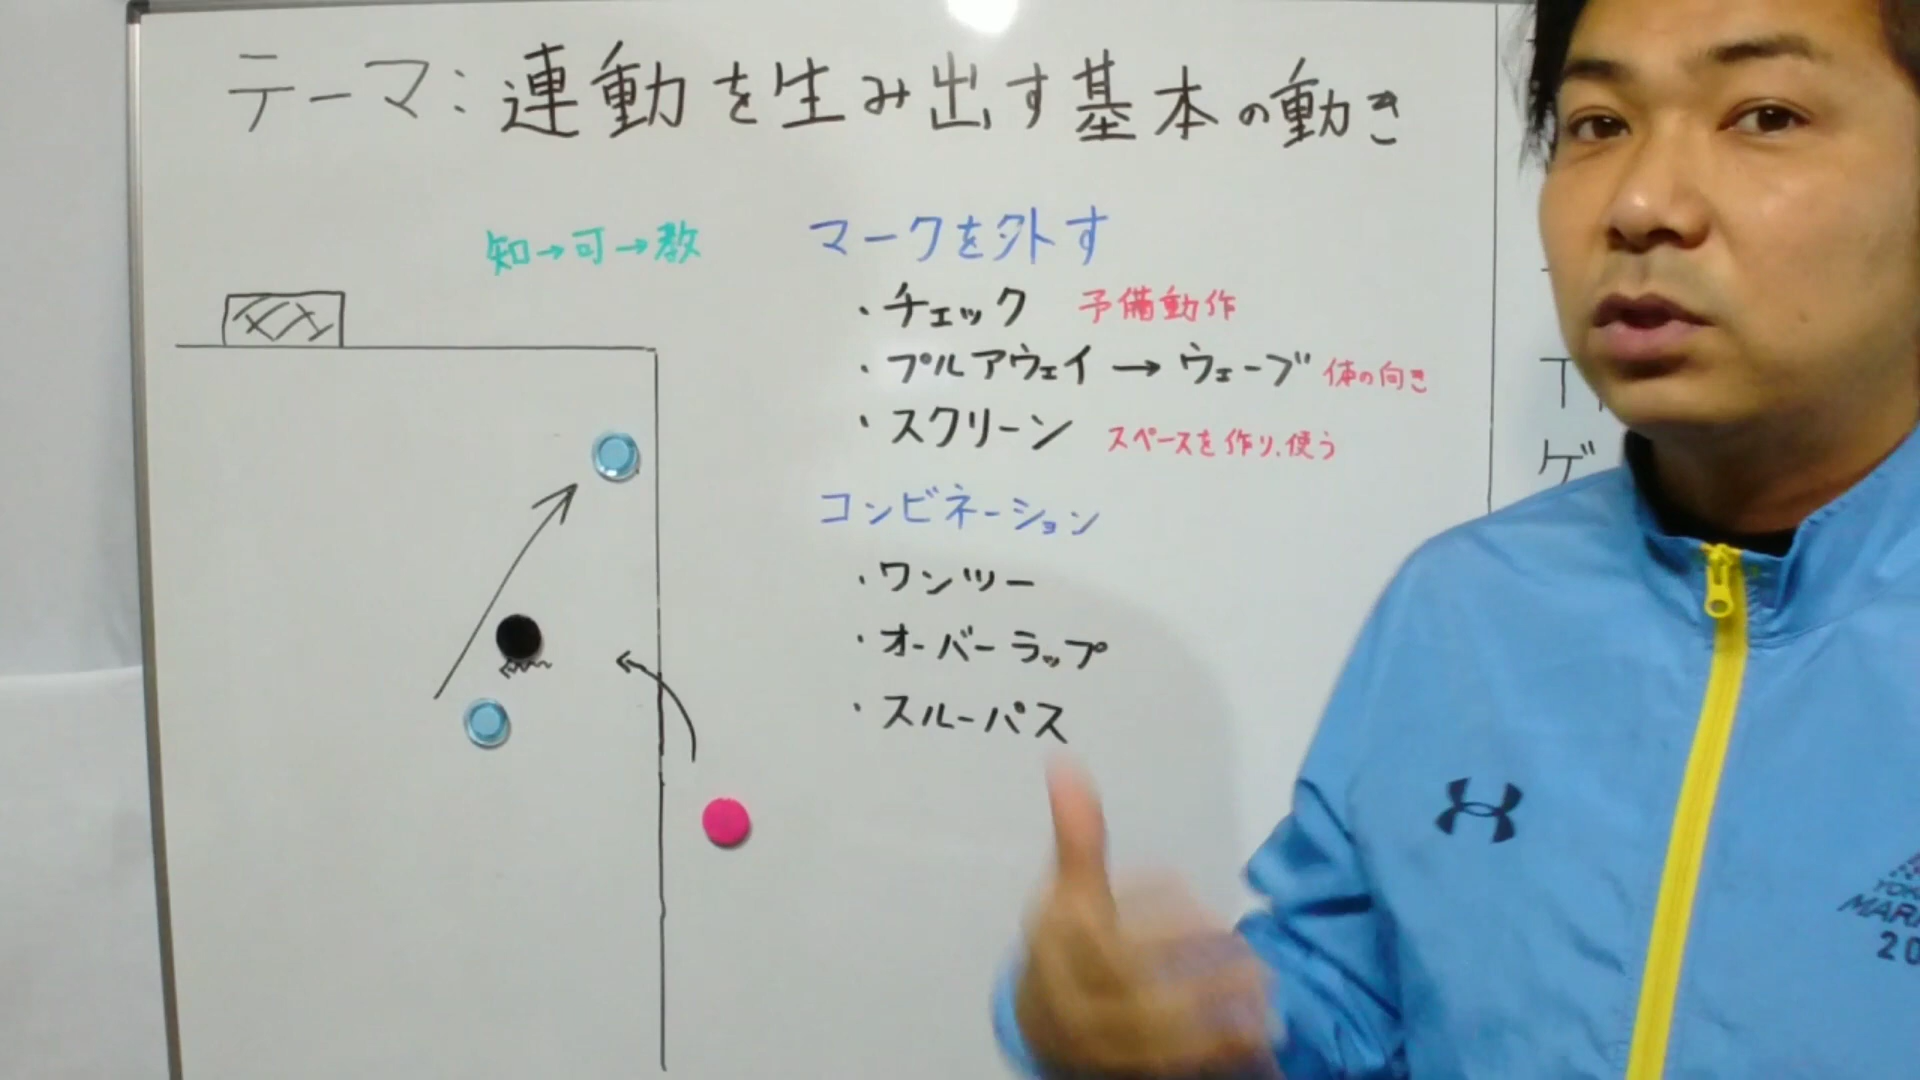 テーマ:連動を生み出す基本の動き
知→可→教
マークを外す
・チェック 予備動作
・プルアウェイ→ウェーブ 体の向き
・スクリーン スペースを作り、使う
コンビネーション
・ワンツー
・オーバーラップ
・スルーパス
ゲ
20